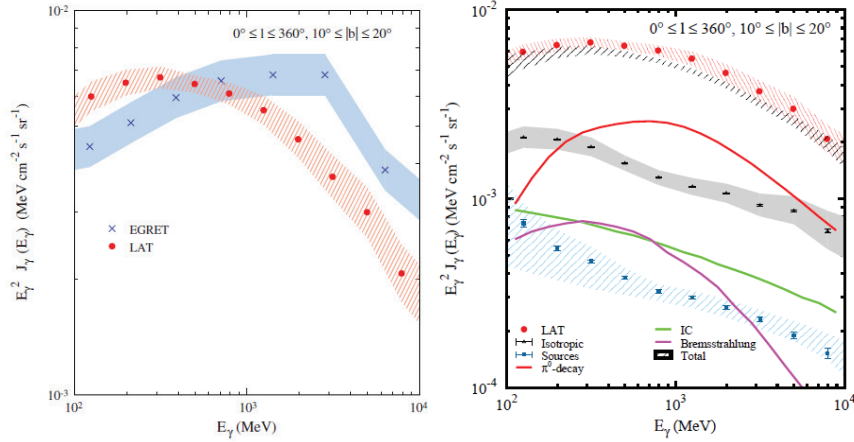 0° ≤ l ≤ 360°, 10° ≤ |b| ≤ 20°
10⁻²
10⁻³
E_γ² J_γ(E_γ) (MeV cm⁻² s⁻¹ sr⁻¹)
EGRET
LAT
10² 10³ 10⁴
E_γ (MeV)
0° ≤ l ≤ 360°, 10° ≤ |b| ≤ 20°
10⁻²
10⁻³
10⁻⁴
E_γ² J_γ(E_γ) (MeV cm⁻² s⁻¹ sr⁻¹)
LAT
Isotropic
Sources
π⁰-decay
IC
Bremsstrahlung
Total
10² 10³ 10⁴
E_γ (MeV)